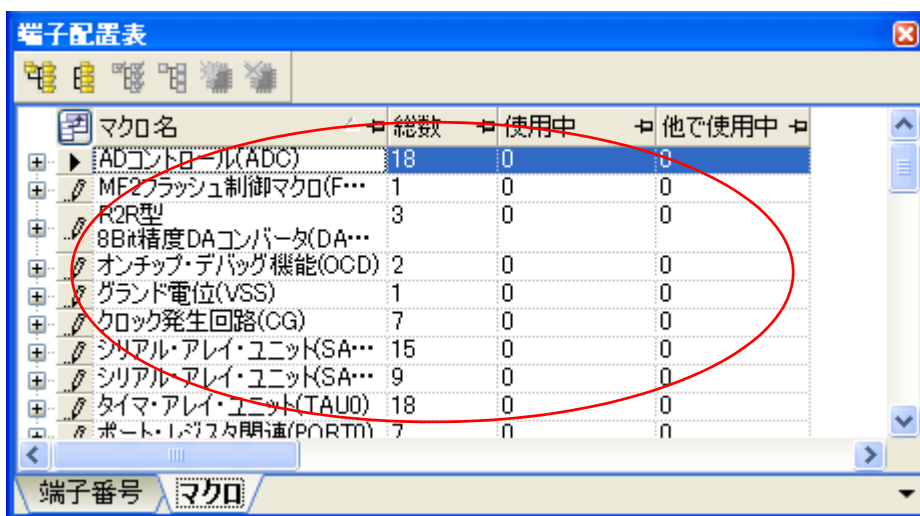 端子配置表
マクロ名 総数 使用中 他で使用中
ADコントロール(ADC) 18 0 0
MF2フラッシュ制御マクロ(F… 1 0 0
R2R型
8Bit精度DAコンバータ(DA… 3 0 0
オンチップ・デバッグ機能(OCD) 2 0 0
グランド電位(VSS) 1 0 0
クロック発生回路(CG) 7 0 0
シリアル・アレイ・ユニット(SA… 15 0 0
シリアル・アレイ・ユニット(SA… 9 0 0
タイマ・アレイ・ユニット(TAU0) 18 0 0
ポート・レジスタ関連(PORT0) 7 0 0
端子番号 マクロ